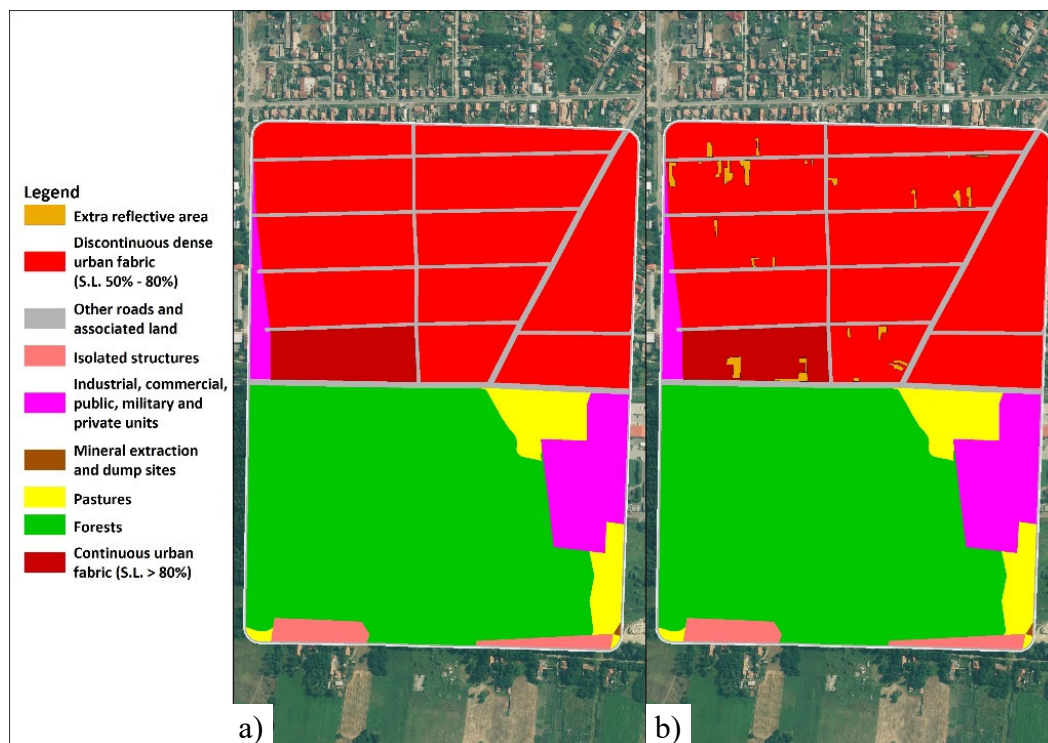 Legend
Extra reflective area
Discontinuous dense
urban fabric
(S.L. 50% - 80%)
Other roads and
associated land
Isolated structures
Industrial, commercial,
public, military and
private units
Mineral extraction
and dump sites
Pastures
Forests
Continuous urban
fabric (S.L. > 80%)
a)
b)